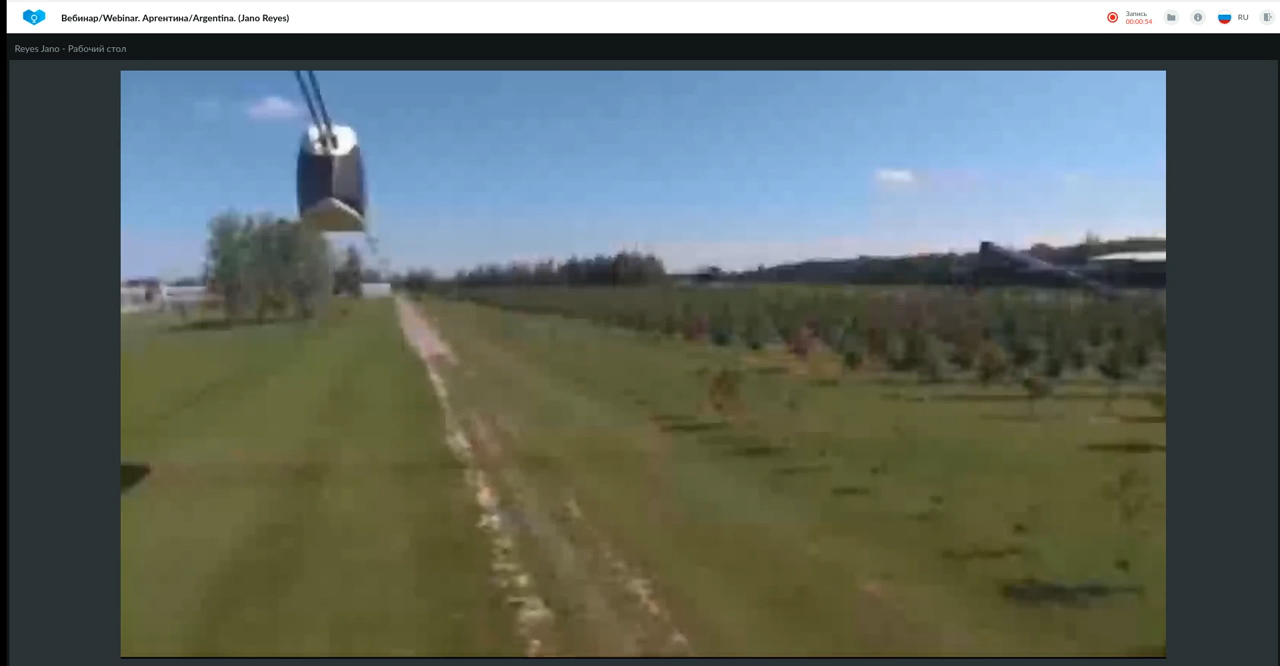 Вебинар/Webinar. Аргентина/Argentina. (Jano Reyes)
Запись
00:00:54
RU
Reyes Jano - Рабочий стол